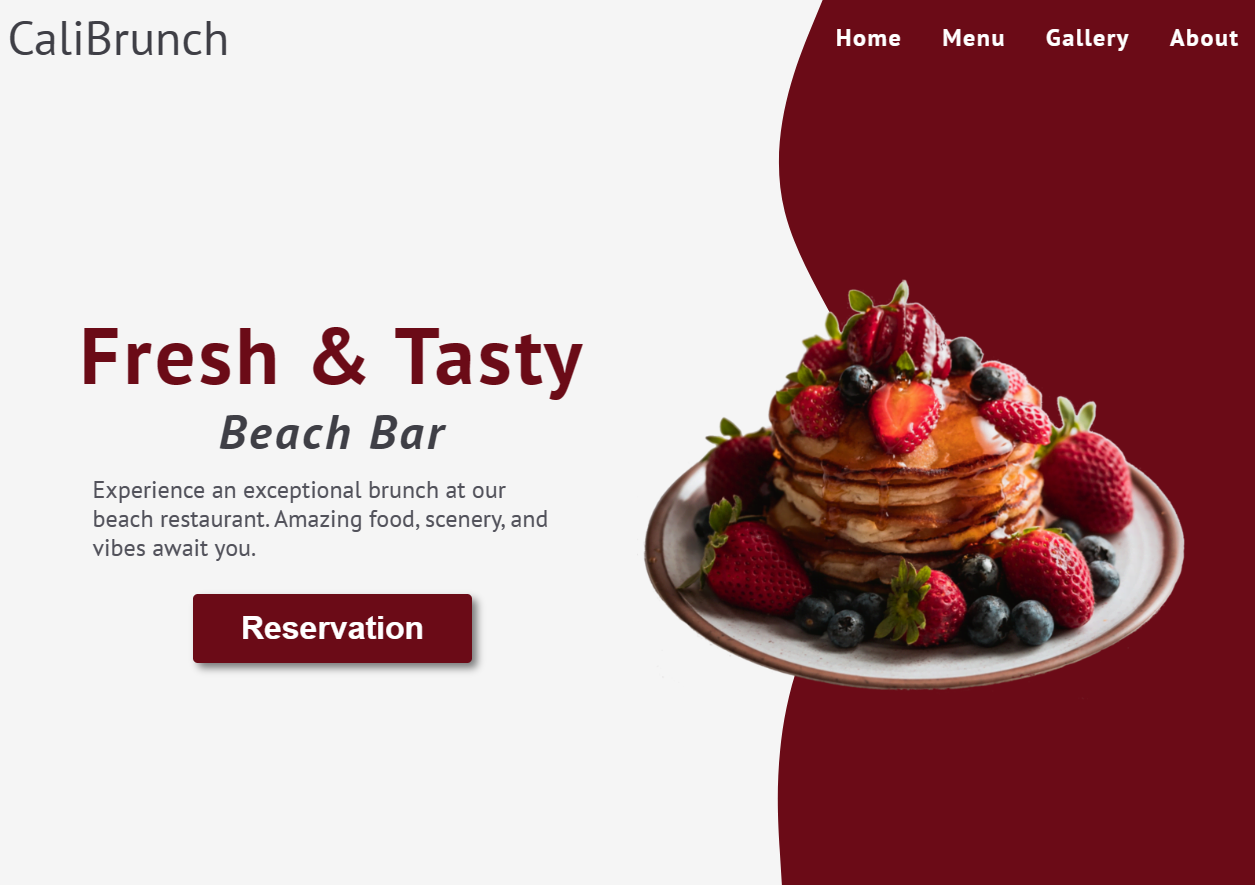 CaliBrunch
Home Menu Gallery About
Fresh & Tasty
Beach Bar
Experience an exceptional brunch at our
beach restaurant. Amazing food, scenery, and
vibes await you.
Reservation